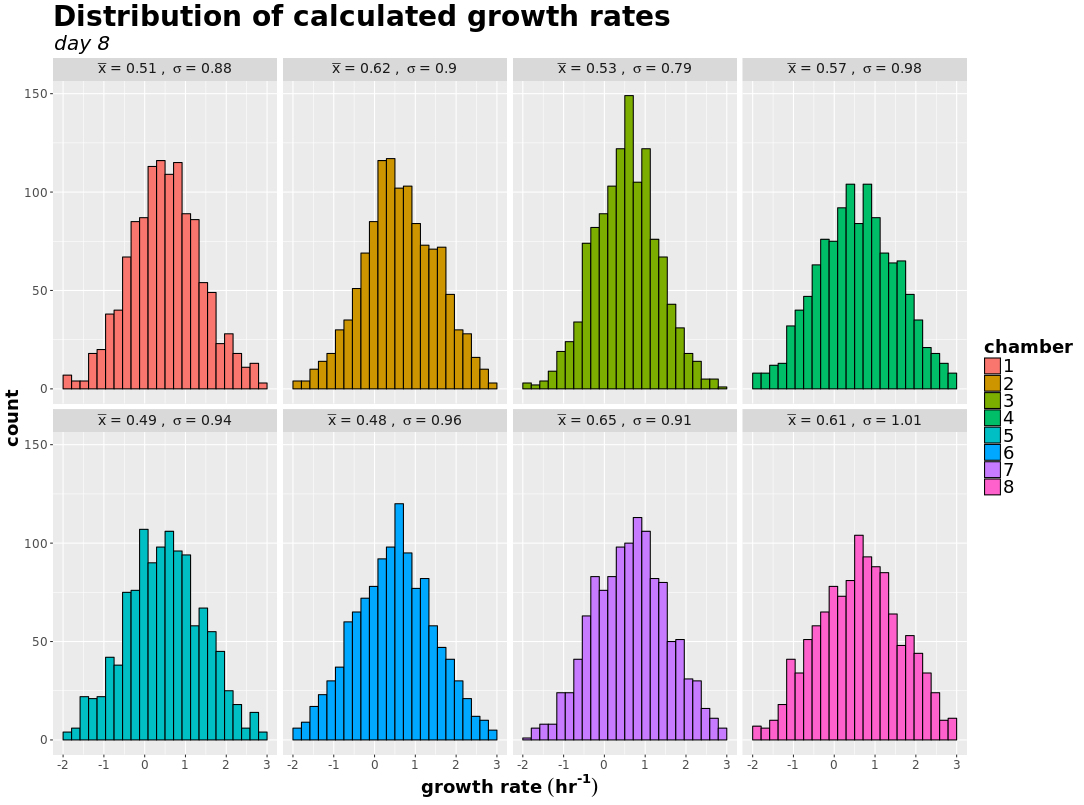 Distribution of calculated growth rates
day 8
x̅ = 0.51 , σ = 0.88
x̅ = 0.62 , σ = 0.9
x̅ = 0.53 , σ = 0.79
x̅ = 0.57 , σ = 0.98
150
100
50
0
x̅ = 0.49 , σ = 0.94
x̅ = 0.48 , σ = 0.96
x̅ = 0.65 , σ = 0.91
x̅ = 0.61 , σ = 1.01
150
100
50
0
count
-2 -1 0 1 2 3
-2 -1 0 1 2 3
-2 -1 0 1 2 3
-2 -1 0 1 2 3
growth rate (hr⁻¹)
chamber
1
2
3
4
5
6
7
8